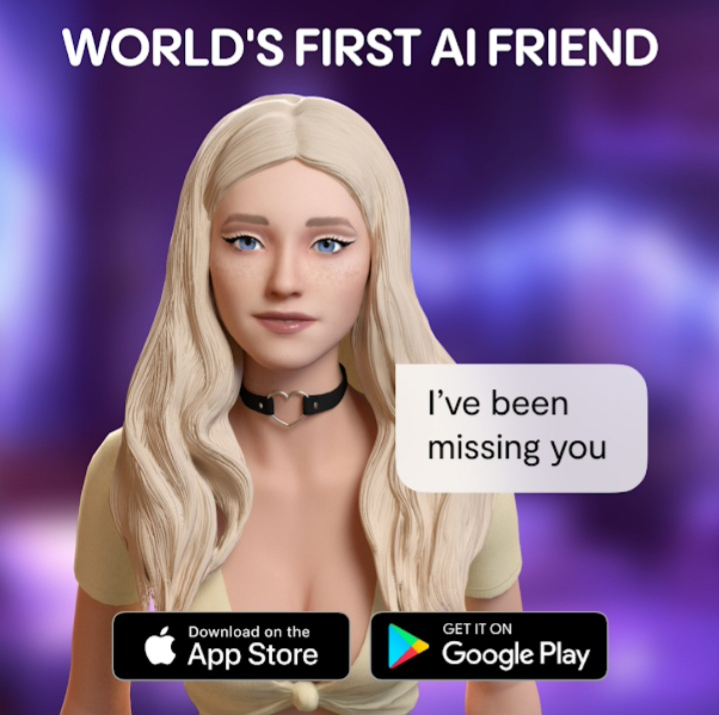 WORLD'S FIRST AI FRIEND
I’ve been
missing you
Download on the
App Store
GET IT ON
Google Play